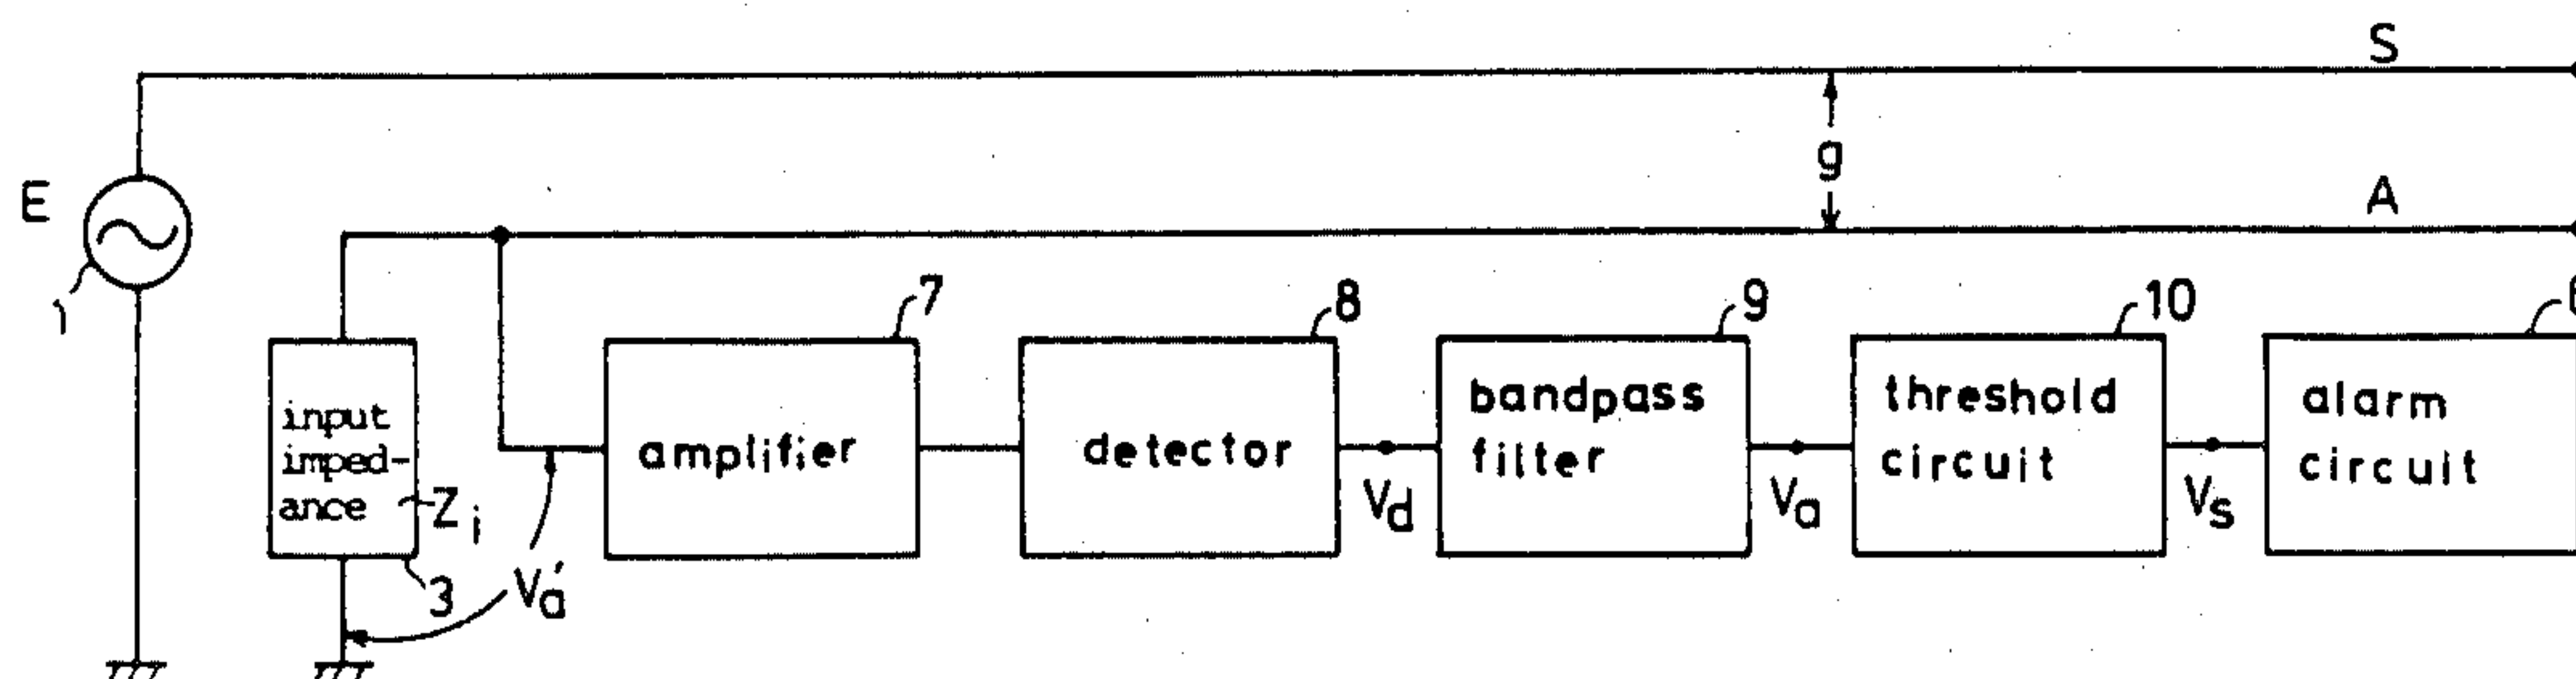 S
E
g
A
1
7
8
9
10
input
imped-
ance
Zi
amplifier
detector
bandpass
filter
threshold
circuit
alarm
circuit
Vd
Va
Vs
3
Va'